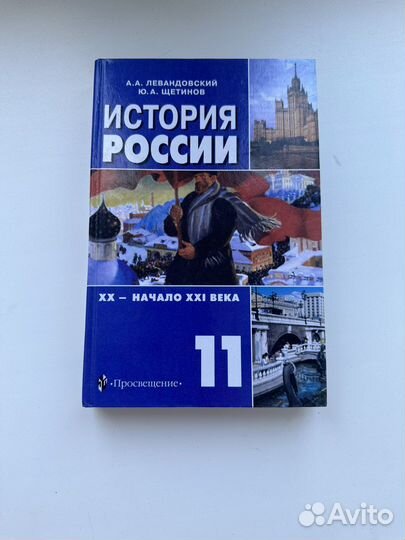 А.А. ЛЕВАНДОВСКИЙ
Ю.А. ЩЕТИНОВ
ИСТОРИЯ
РОССИИ
XX – НАЧАЛО XXI ВЕКА
11
•Просвещение•
Avito